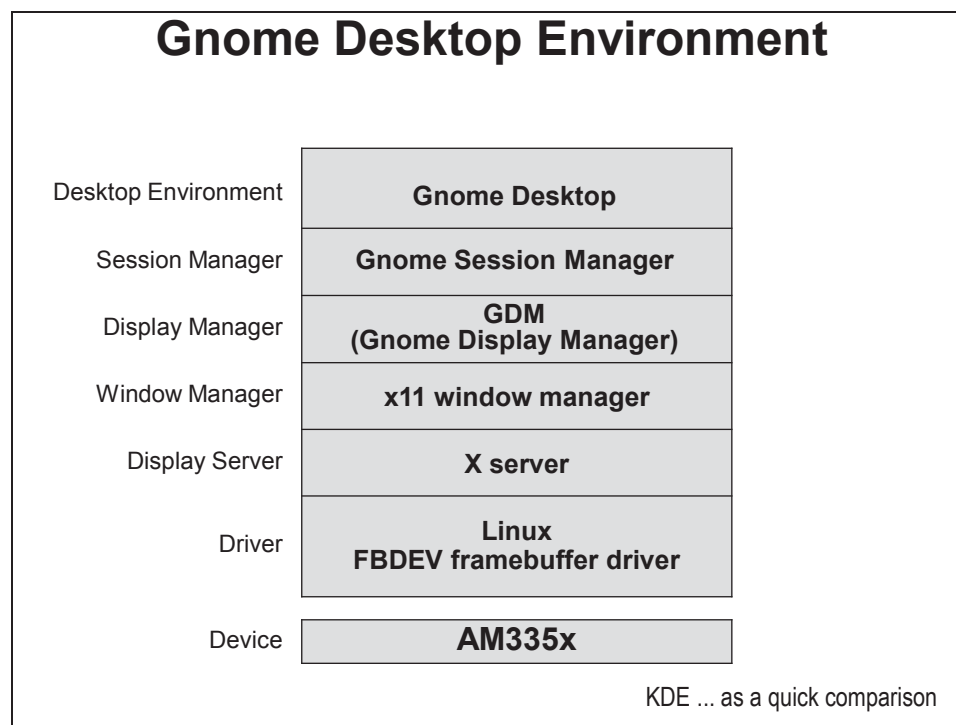 Gnome Desktop Environment
Desktop Environment
Gnome Desktop
Session Manager
Gnome Session Manager
Display Manager
GDM
(Gnome Display Manager)
Window Manager
x11 window manager
Display Server
X server
Driver
Linux
FBDEV framebuffer driver
Device
AM335x
KDE ... as a quick comparison